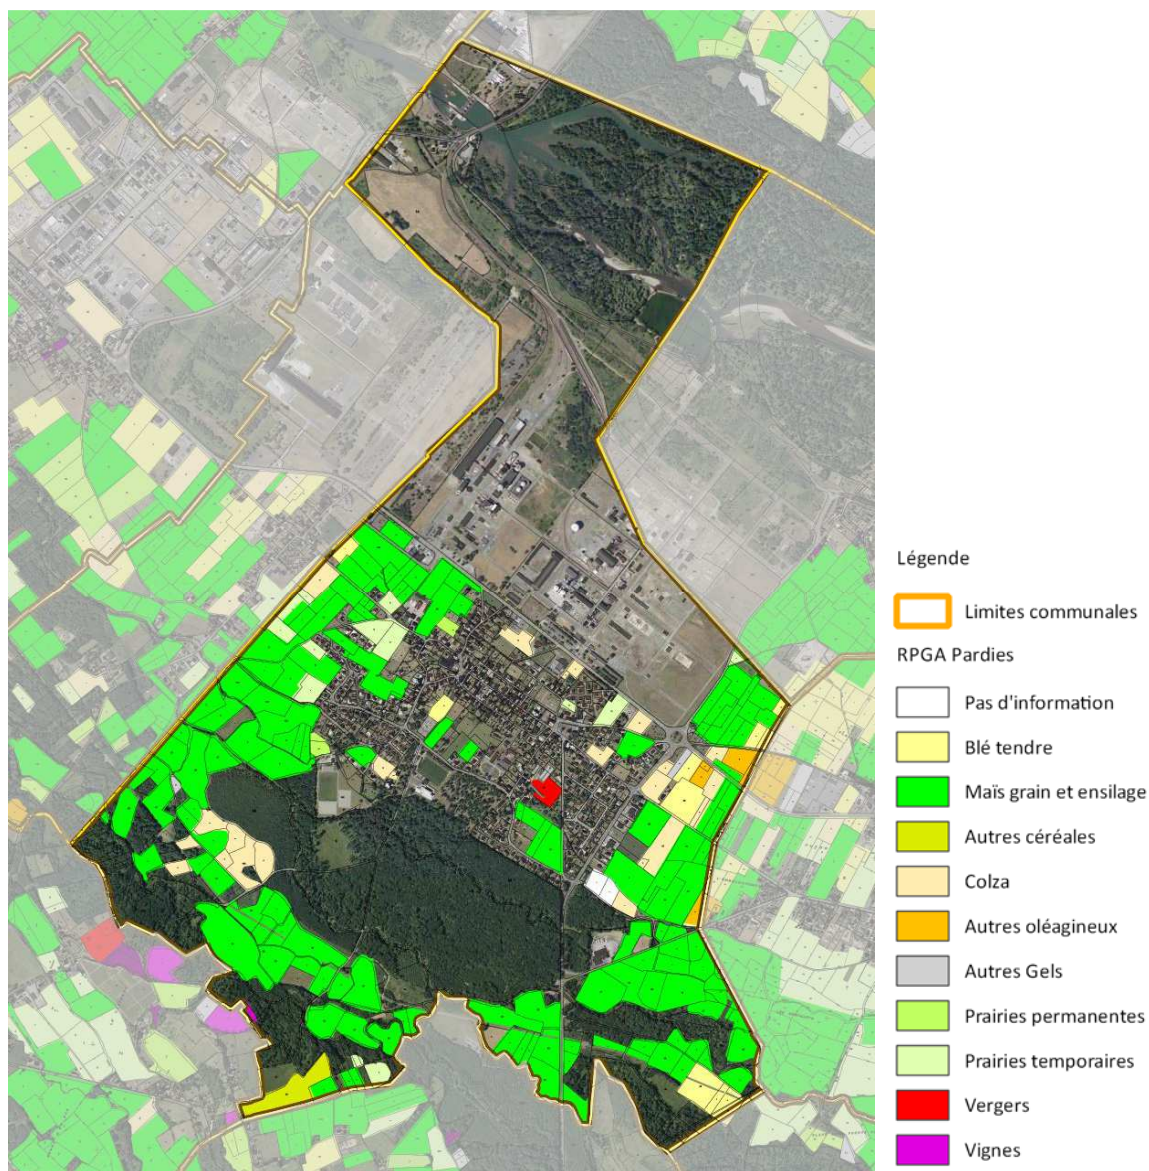 Légende
Limites communales
RPGA Pardies
Pas d'information
Blé tendre
Maïs grain et ensilage
Autres céréales
Colza
Autres oléagineux
Autres Gels
Prairies permanentes
Prairies temporaires
Vergers
Vignes